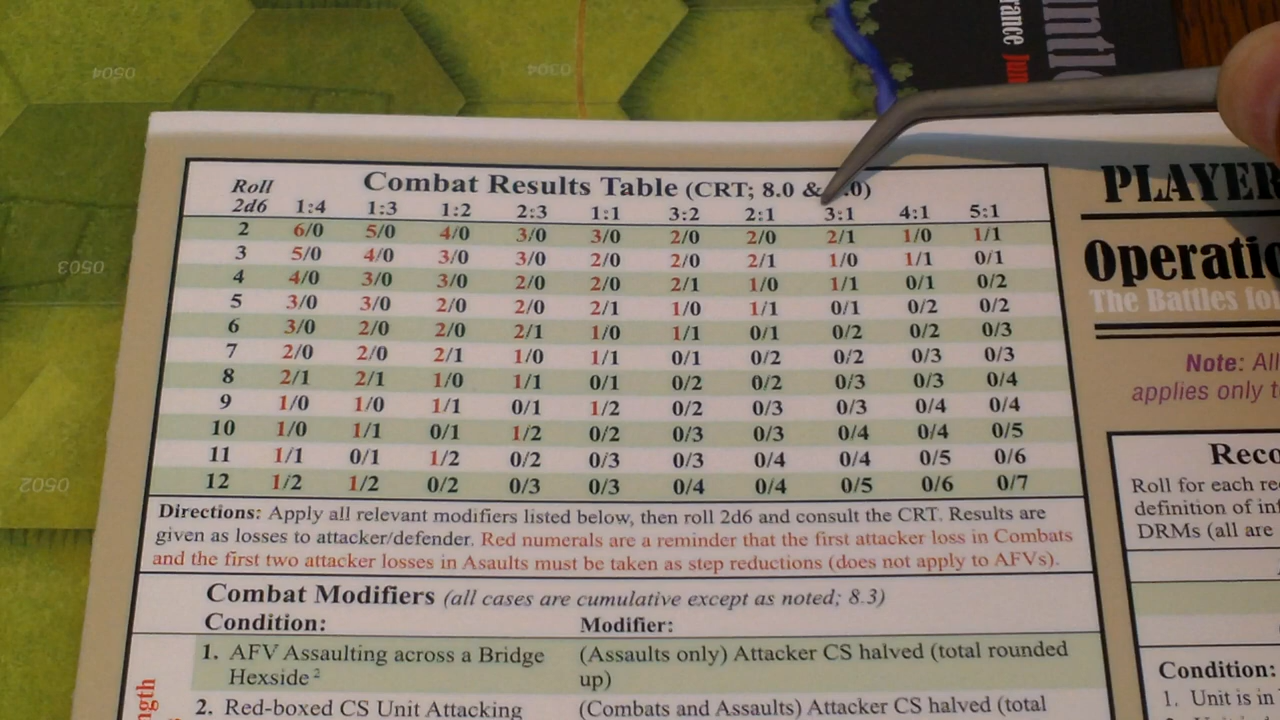 0504
0304
0503
0502
rance Jun
untl
Combat Results Table (CRT; 8.0 & .0)
Roll
2d6 1:4 1:3 1:2 2:3 1:1 3:2 2:1 3:1 4:1 5:1
2 6/0 5/0 4/0 3/0 3/0 2/0 2/0 2/1 1/0 1/1
3 5/0 4/0 3/0 3/0 2/0 2/0 2/1 1/0 1/1 0/1
4 4/0 3/0 3/0 2/0 2/0 2/1 1/0 1/1 0/1 0/2
5 3/0 3/0 2/0 2/0 2/1 1/0 1/1 0/1 0/2 0/2
6 3/0 2/0 2/0 2/1 1/0 1/1 0/1 0/2 0/2 0/3
7 2/0 2/0 2/1 1/0 1/1 0/1 0/2 0/2 0/3 0/3
8 2/1 2/1 1/0 1/1 0/1 0/2 0/2 0/3 0/3 0/4
9 1/0 1/0 1/1 0/1 1/2 0/2 0/3 0/3 0/4 0/4
10 1/0 1/1 0/1 1/2 0/2 0/3 0/3 0/4 0/4 0/5
11 1/1 0/1 1/2 0/2 0/3 0/3 0/4 0/4 0/5 0/6
12 1/2 1/2 0/2 0/3 0/3 0/4 0/4 0/5 0/6 0/7
Directions: Apply all relevant modifiers listed below, then roll 2d6 and consult the CRT. Results are
given as losses to attacker/defender. Red numerals are a reminder that the first attacker loss in Combats
and the first two attacker losses in Asaults must be taken as step reductions (does not apply to AFVs).
Combat Modifiers (all cases are cumulative except as noted; 8.3)
Condition: Modifier:
1. AFV Assaulting across a Bridge (Assaults only) Attacker CS halved (total rounded
Hexside 2 up)
2. Red-boxed CS Unit Attacking (Combats and Assaults) Attacker CS halved (total
ngth
PLAYER
Operatio
The Battles for
Note: All
applies only t
Reco
Roll for each re
definition of in
DRMs (all are
Condition:
1. Unit is in